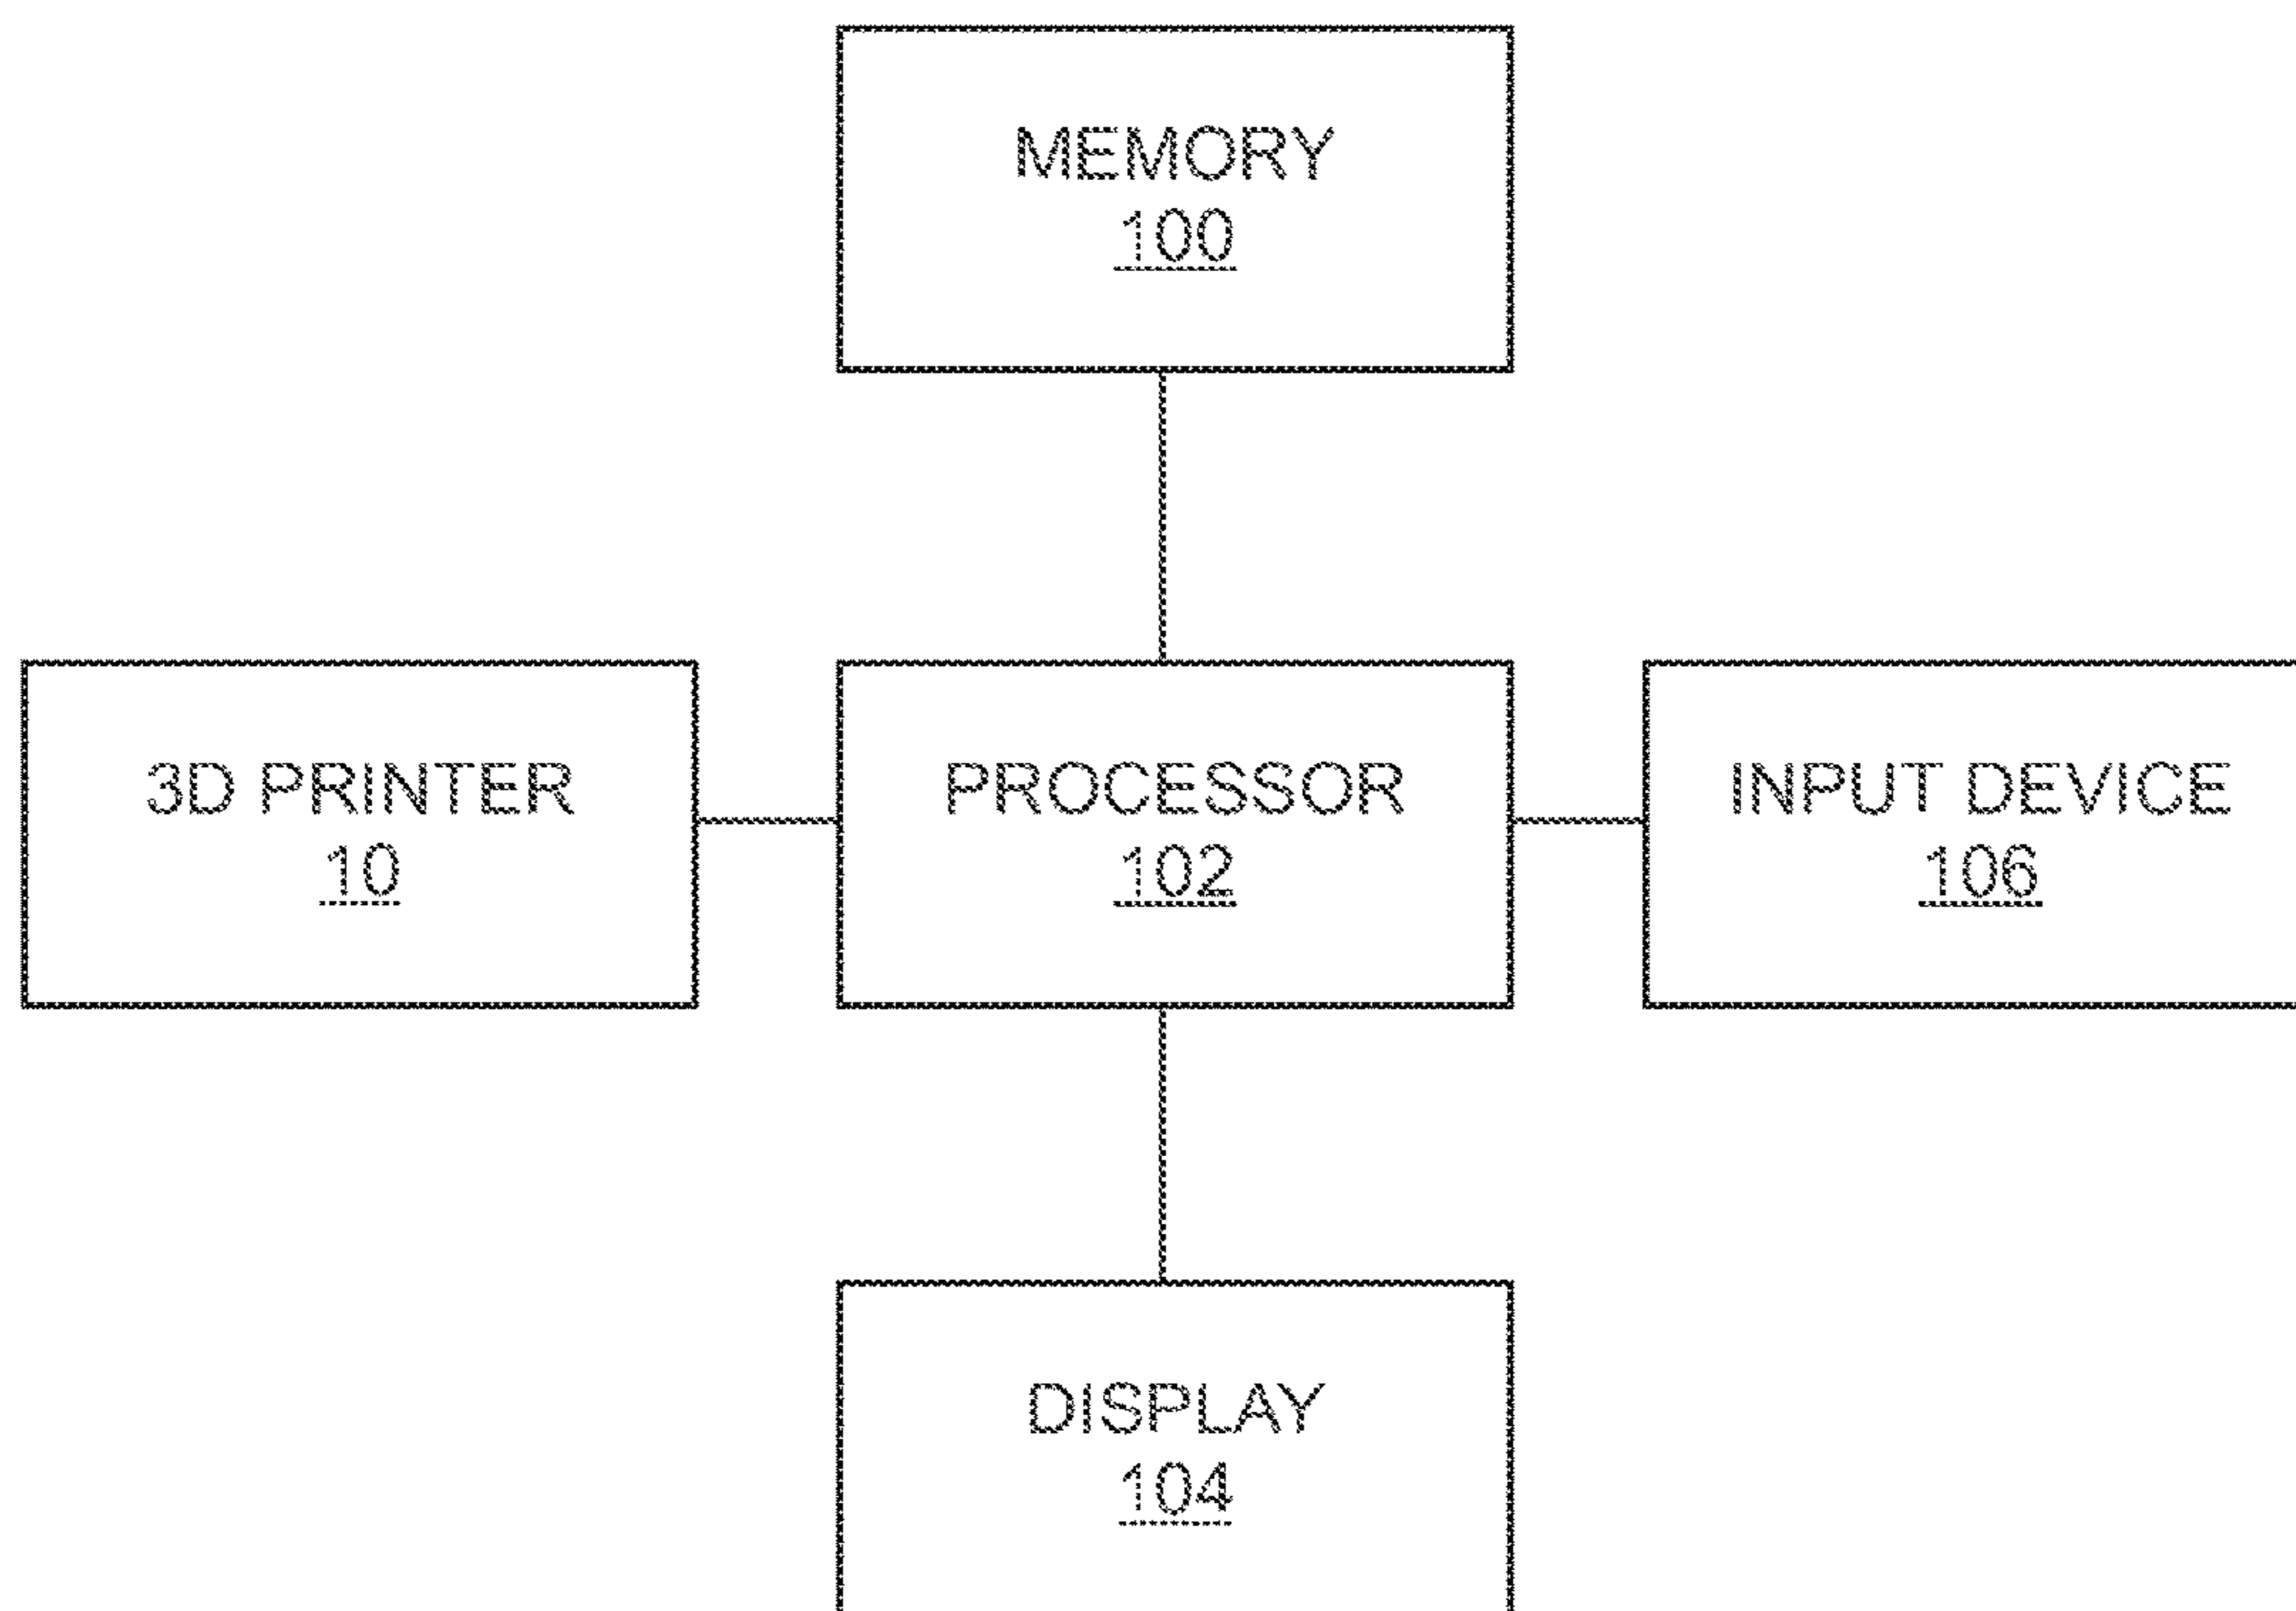 MEMORY
100
3D PRINTER
10
PROCESSOR
102
INPUT DEVICE
106
DISPLAY
104